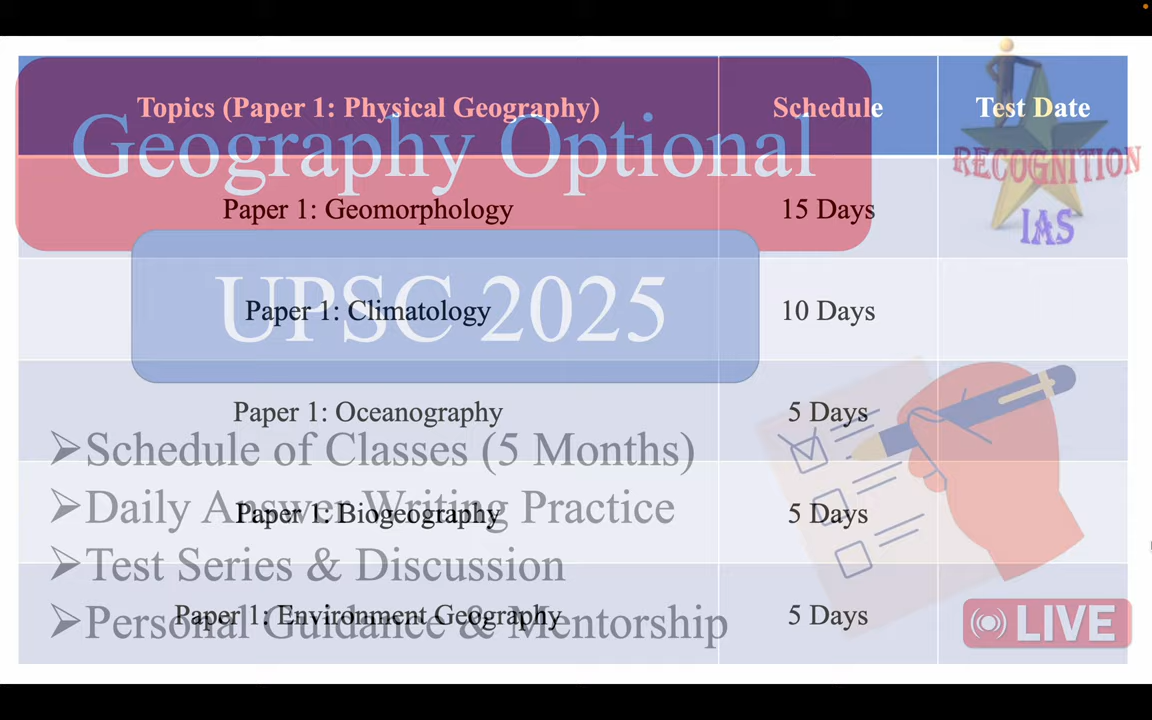 Topics (Paper 1: Physical Geography) Schedule Test Date
Geography Optional
RECOGNITION
IAS
Paper 1: Geomorphology 15 Days
UPSC 2025
Paper 1: Climatology 10 Days
Paper 1: Oceanography 5 Days
➢Schedule of Classes (5 Months)
➢Daily Answer Writing Practice
Paper 1: Biogeography 5 Days
➢Test Series & Discussion
Paper 1: Environment Geography 5 Days
➢Personal Guidance & Mentorship
LIVE